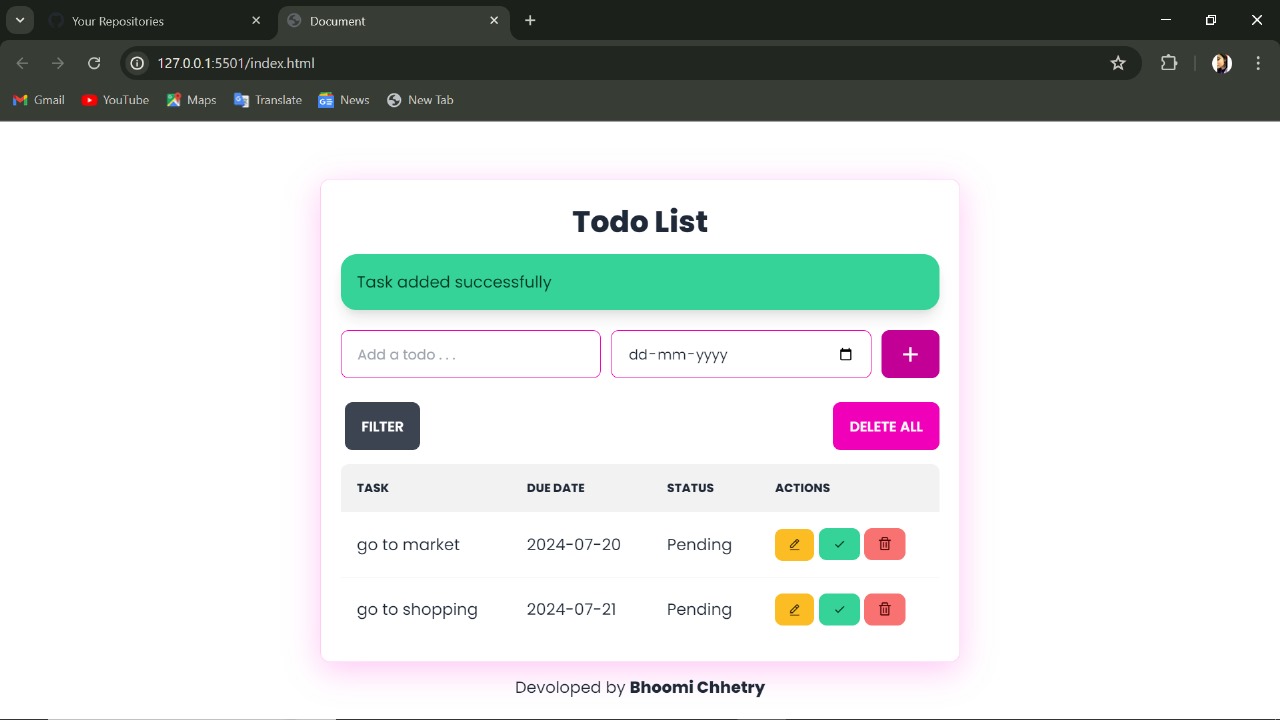 Your Repositories
Document
127.0.0.1:5501/index.html
Gmail YouTube Maps Translate News New Tab
Todo List
Task added successfully
Add a todo . . . dd-mm-yyyy +
FILTER DELETE ALL
TASK DUE DATE STATUS ACTIONS
go to market 2024-07-20 Pending
go to shopping 2024-07-21 Pending
Devoloped by Bhoomi Chhetry